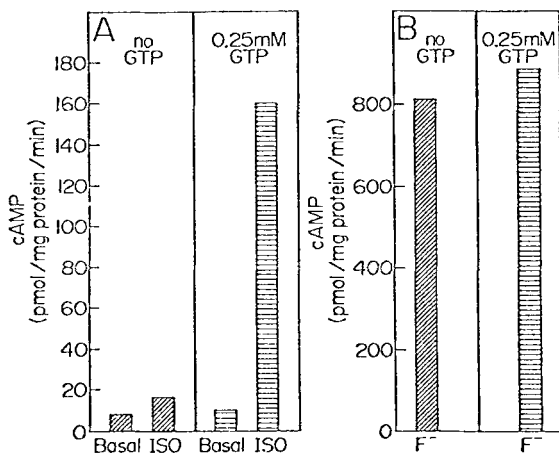 A
no
GTP
0.25mM
GTP
180
160
140
120
100
80
60
40
20
0
cAMP
(pmol/mg protein/min)
Basal ISO
Basal ISO
B
no
GTP
0.25mM
GTP
800
600
400
200
0
cAMP
(pmol/mg protein/min)
F⁻
F⁻